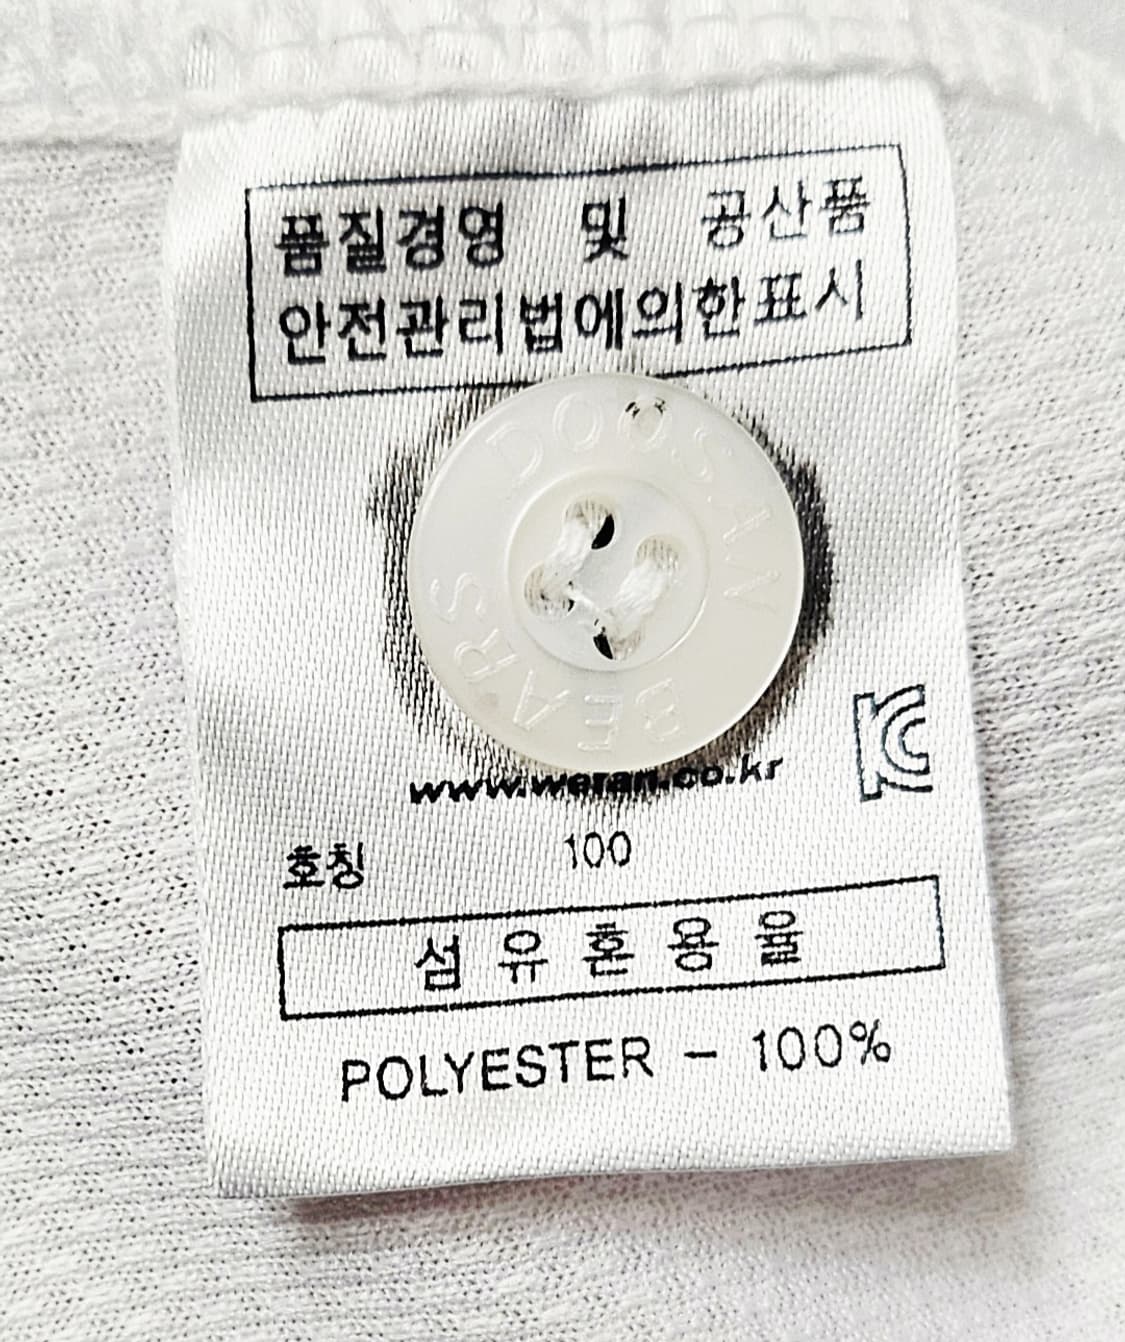 품질경영 및 공산품
안전관리법에의한표시
DOOSAN
BEARS
www.weran.co.kr
KC
호칭 100
섬유혼용율
POLYESTER - 100%